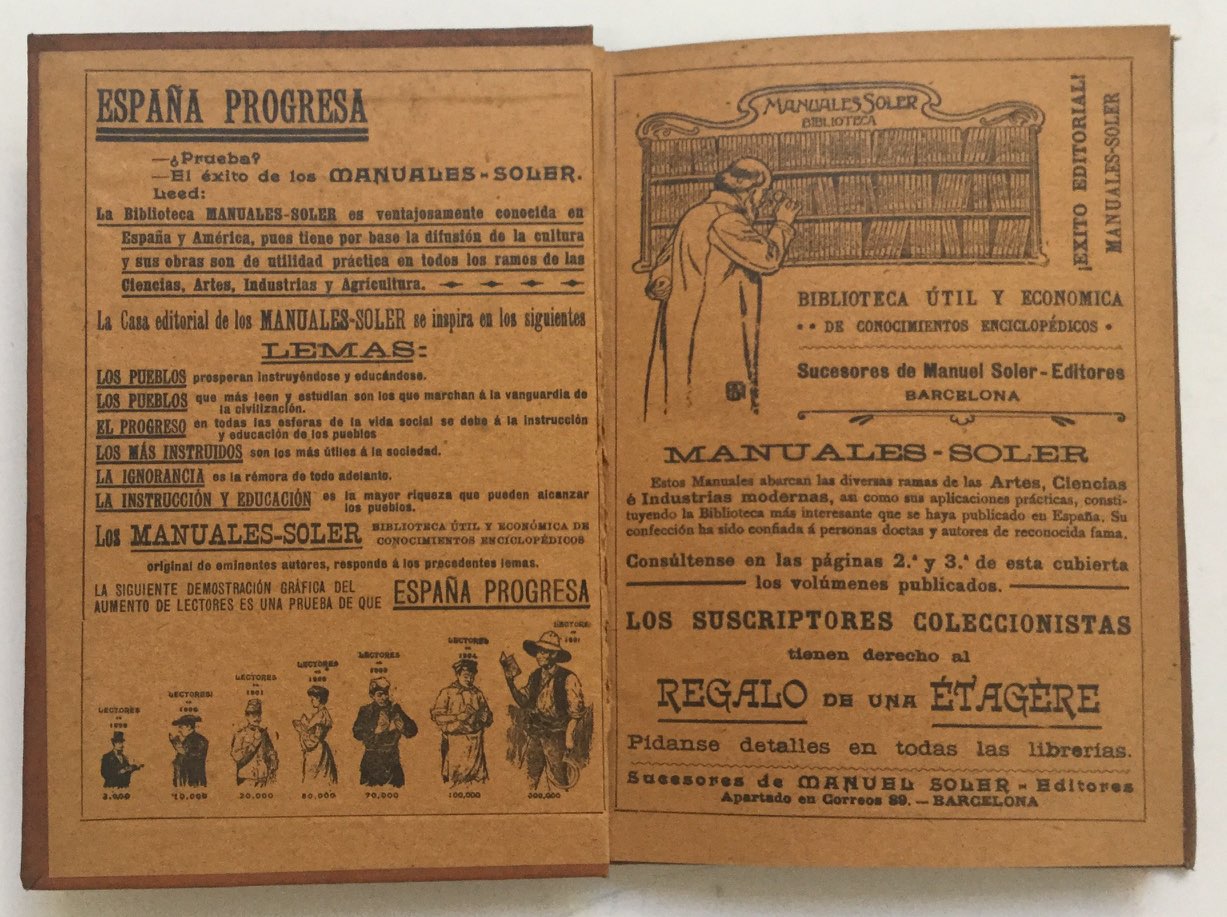 ESPAÑA PROGRESA
—¿Prueba?
—El éxito de los MANUALES-SOLER.
Leed:
La Biblioteca MANUALES-SOLER es ventajosamente conocida en
España y América, pues tiene por base la difusión de la cultura
y sus obras son de utilidad práctica en todos los ramos de las
Ciencias, Artes, Industrias y Agricultura.
La Casa editorial de los MANUALES-SOLER se inspira en los siguientes
LEMAS:
LOS PUEBLOS prosperan instruyéndose y educándose.
LOS PUEBLOS que más leen y estudian son los que marchan á la vanguardia de
la civilización.
EL PROGRESO en todas las esferas de la vida social se debe á la instrucción
y educación de los pueblos
LOS MÁS INSTRUIDOS son los más útiles á la sociedad.
LA IGNORANCIA es la rémora de todo adelanto.
LA INSTRUCCIÓN Y EDUCACIÓN es la mayor riqueza que pueden alcanzar
los pueblos.
Los MANUALES-SOLER BIBLIOTECA ÚTIL Y ECONÓMICA DE
CONOCIMIENTOS ENCICLOPÉDICOS
original de eminentes autores, responde á los precedentes lemas.
LA SIGUIENTE DEMOSTRACIÓN GRÁFICA DEL
AUMENTO DE LECTORES ES UNA PRUEBA DE QUE ESPAÑA PROGRESA
LECTORES
LECTORES
LECTORES
LECTORES
LECTORES
LECTORES
1904
10,000
20,000
70,000
100,000
MANUALES SOLER
BIBLIOTECA
¡EXITO EDITORIAL!
MANUALES-SOLER
BIBLIOTECA ÚTIL Y ECONOMICA
DE CONOCIMIENTOS ENCICLOPÉDICOS
Sucesores de Manuel Soler-Editores
BARCELONA
MANUALES-SOLER
Estos Manuales abarcan las diversas ramas de las Artes, Ciencias
é Industrias modernas, así como sus aplicaciones prácticas, consti-
tuyendo la Biblioteca más interesante que se haya publicado en España. Su
confección ha sido confiada á personas doctas y autores de reconocida fama.
Consúltense en las páginas 2.ª y 3.ª de esta cubierta
los volúmenes publicados.
LOS SUSCRIPTORES COLECCIONISTAS
tienen derecho al
REGALO DE UNA ÉTAGÈRE
Pidanse detalles en todas las librerías.
Sucesores de MANUEL SOLER - Editores
Apartado en Correos 89. — BARCELONA